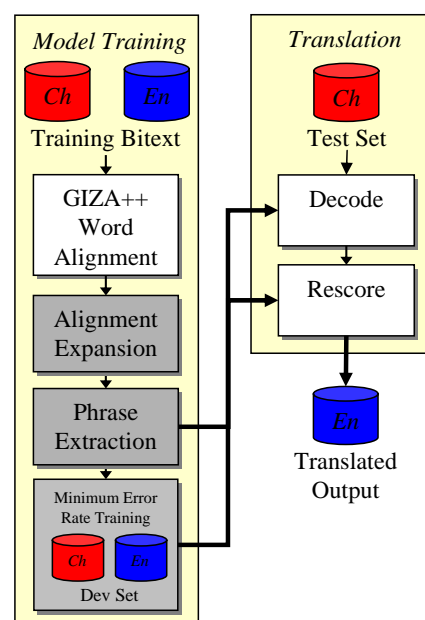 Model Training
Ch
En
Training Bitext
GIZA++
Word
Alignment
Alignment
Expansion
Phrase
Extraction
Minimum Error
Rate Training
Ch
En
Dev Set
Translation
Ch
Test Set
Decode
Rescore
En
Translated
Output